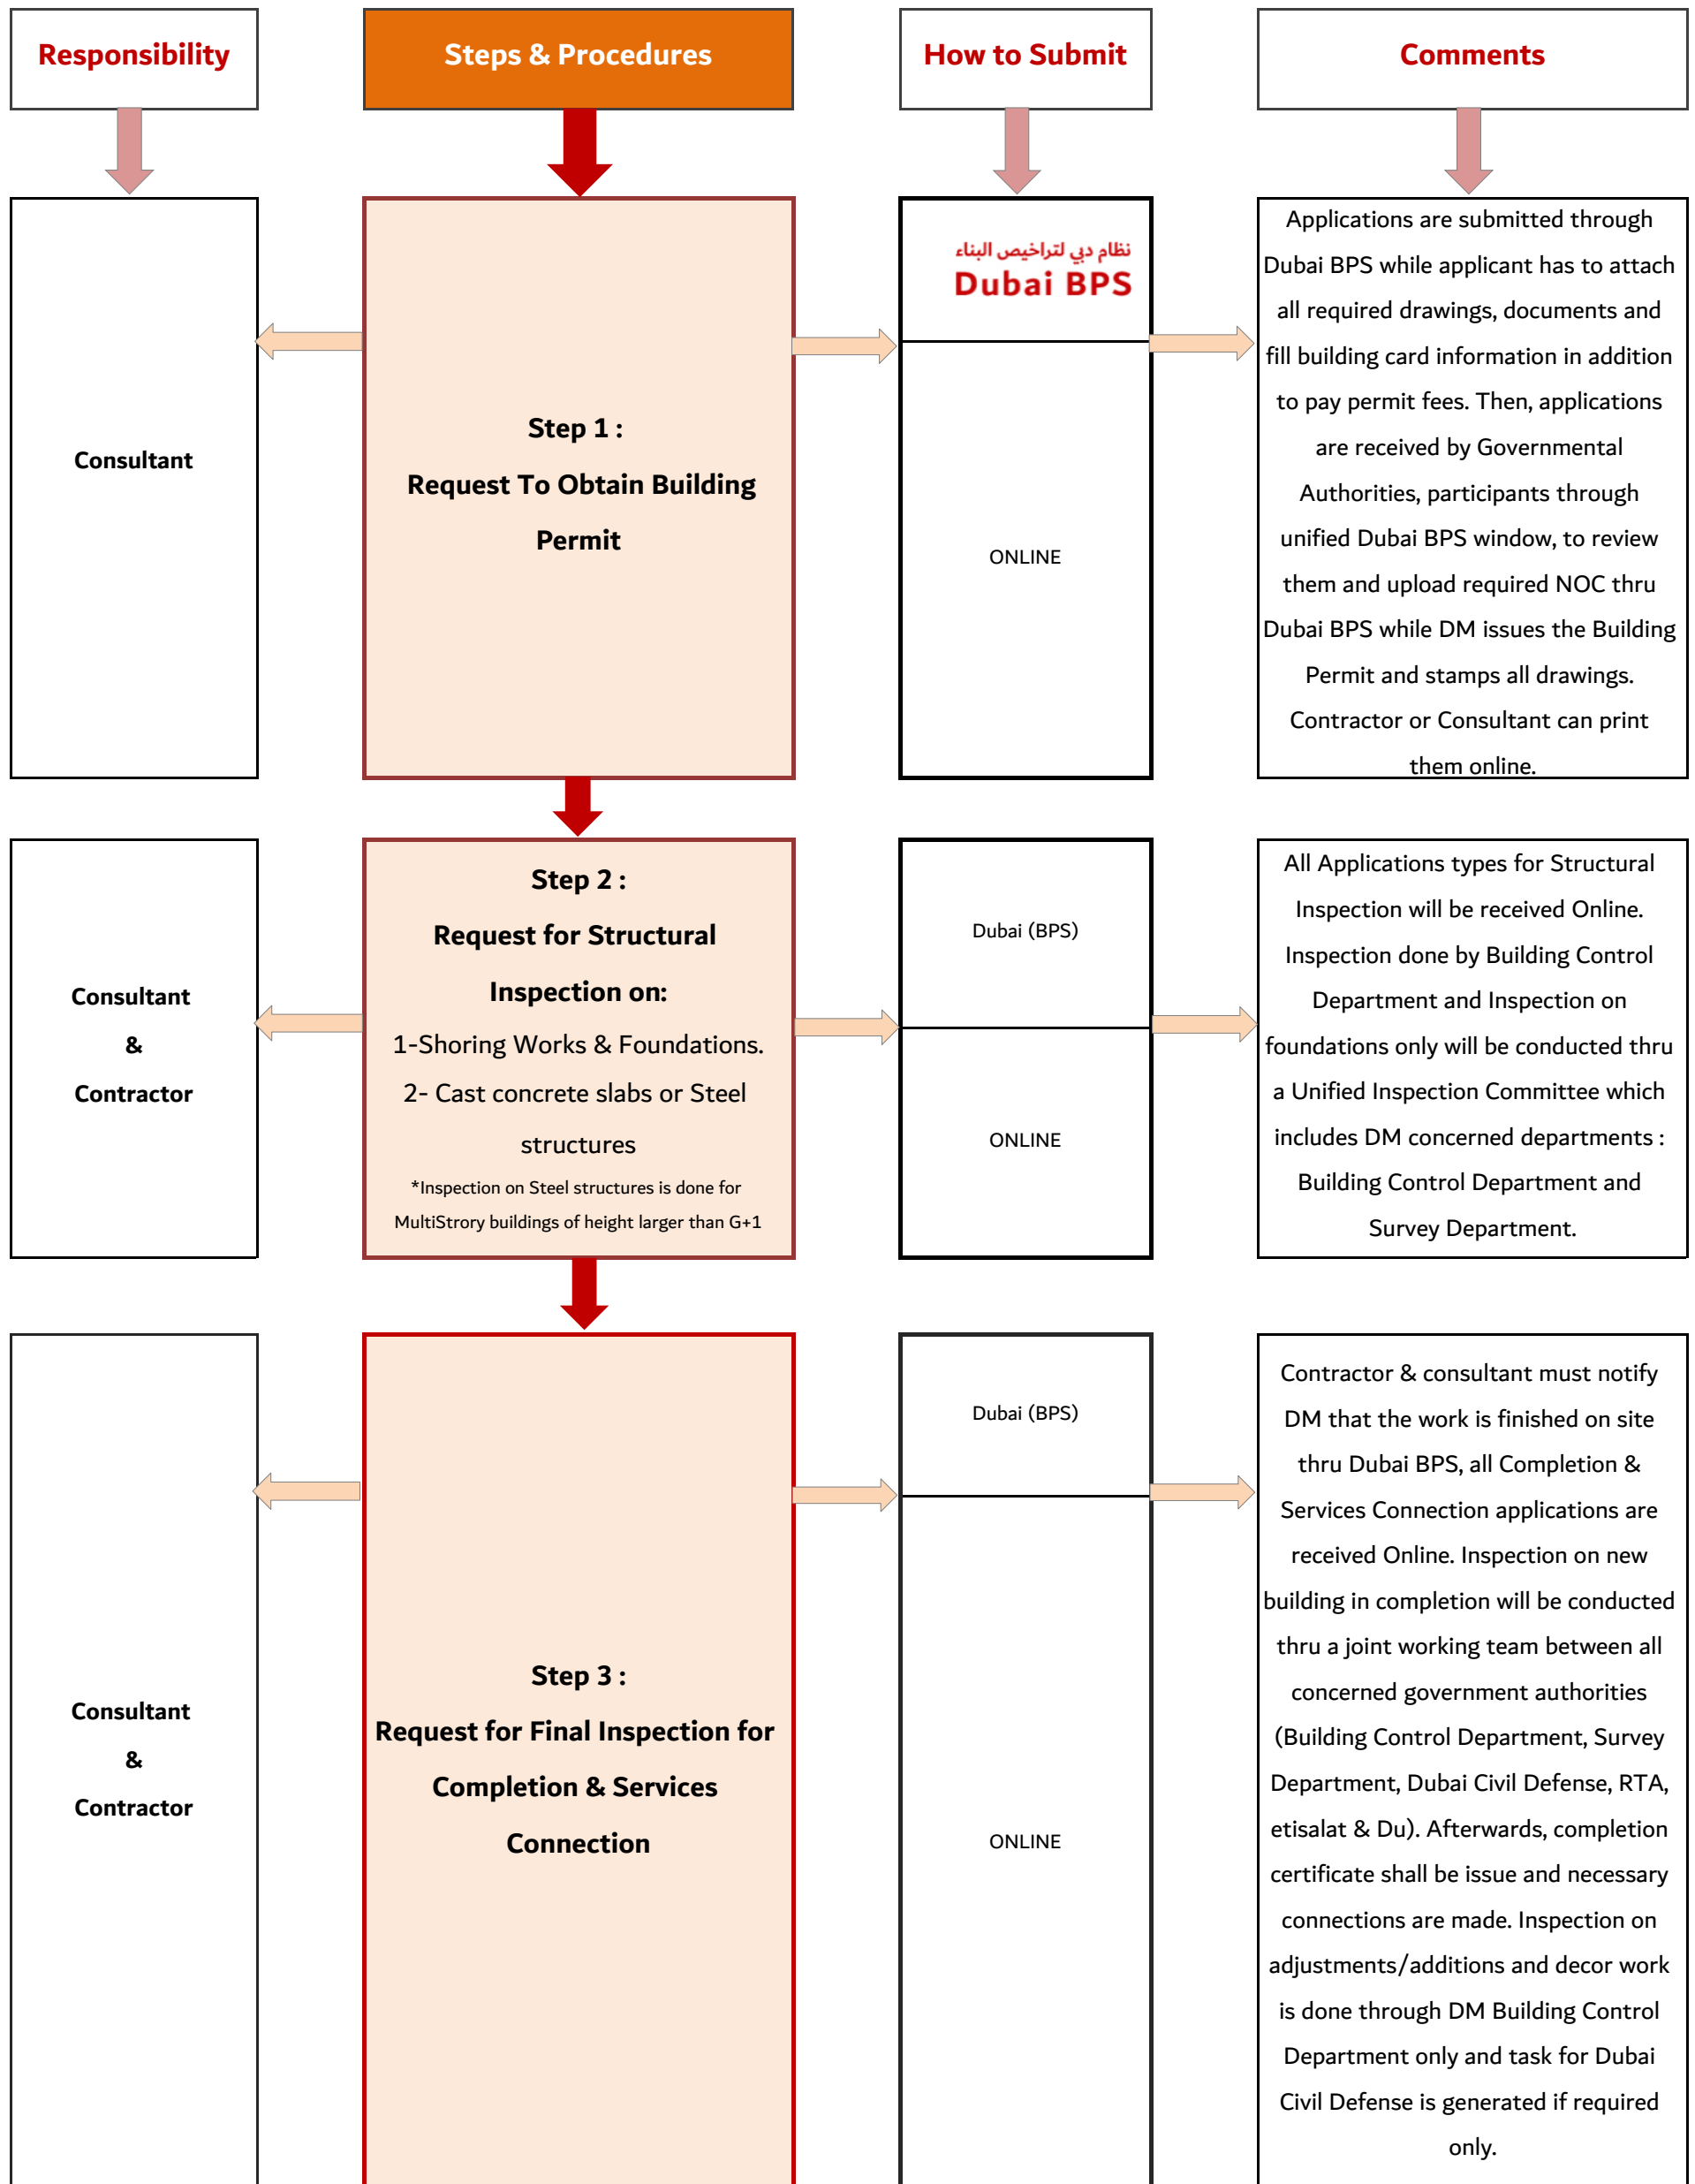 Responsibility
Steps & Procedures
How to Submit
Comments
Consultant
Step 1 :
Request To Obtain Building
Permit
نظام دبي لتراخيص البناء
Dubai BPS
ONLINE
Applications are submitted through
Dubai BPS while applicant has to attach
all required drawings, documents and
fill building card information in addition
to pay permit fees. Then, applications
are received by Governmental
Authorities, participants through
unified Dubai BPS window, to review
them and upload required NOC thru
Dubai BPS while DM issues the Building
Permit and stamps all drawings.
Contractor or Consultant can print
them online.
Consultant
&
Contractor
Step 2 :
Request for Structural
Inspection on:
1-Shoring Works & Foundations.
2- Cast concrete slabs or Steel
structures
*Inspection on Steel structures is done for
MultiStrory buildings of height larger than G+1
Dubai (BPS)
ONLINE
All Applications types for Structural
Inspection will be received Online.
Inspection done by Building Control
Department and Inspection on
foundations only will be conducted thru
a Unified Inspection Committee which
includes DM concerned departments :
Building Control Department and
Survey Department.
Consultant
&
Contractor
Step 3 :
Request for Final Inspection for
Completion & Services
Connection
Dubai (BPS)
ONLINE
Contractor & consultant must notify
DM that the work is finished on site
thru Dubai BPS, all Completion &
Services Connection applications are
received Online. Inspection on new
building in completion will be conducted
thru a joint working team between all
concerned government authorities
(Building Control Department, Survey
Department, Dubai Civil Defense, RTA,
etisalat & Du). Afterwards, completion
certificate shall be issue and necessary
connections are made. Inspection on
adjustments/additions and decor work
is done through DM Building Control
Department only and task for Dubai
Civil Defense is generated if required
only.